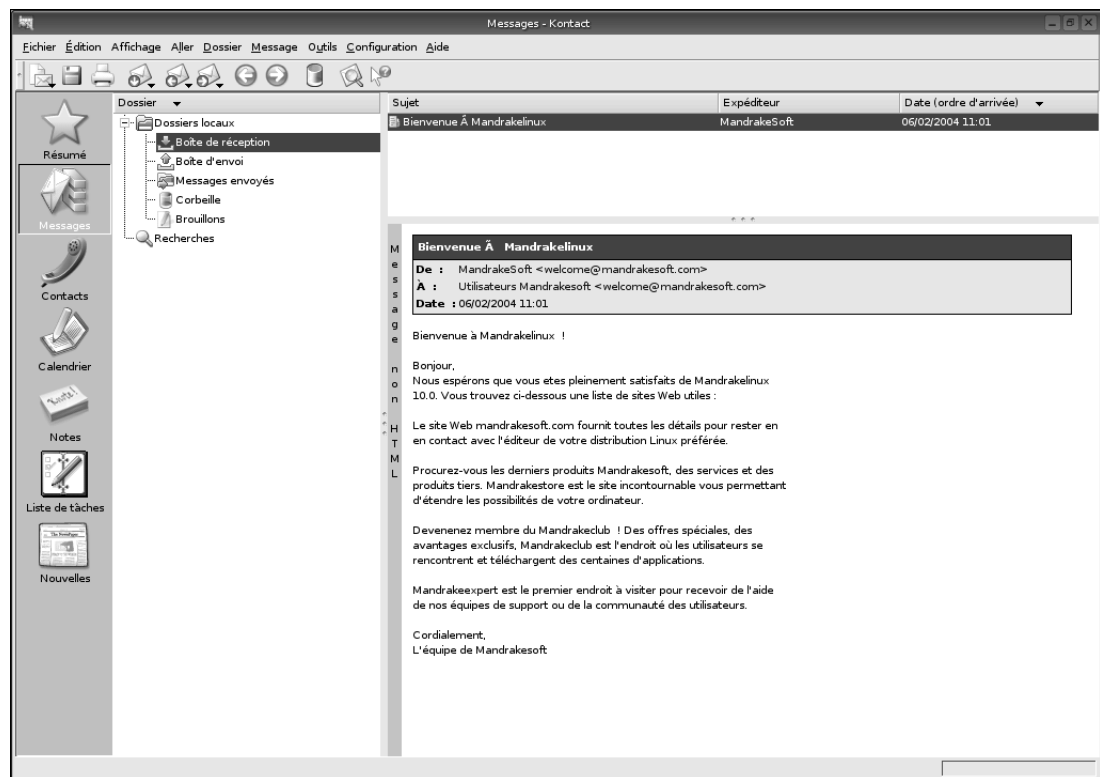 Messages - Kontact
Fichier Édition Affichage Aller Dossier Message Outils Configuration Aide
Résumé
Messages
Contacts
Calendrier
Notes
Liste de tâches
Nouvelles
Dossier
Dossiers locaux
Boîte de réception
Boîte d'envoi
Messages envoyés
Corbeille
Brouillons
Recherches
Sujet Expéditeur Date (ordre d'arrivée)
Bienvenue Ã Mandrakelinux MandrakeSoft 06/02/2004 11:01
Message non HTML
Bienvenue Ã Mandrakelinux
De : MandrakeSoft <welcome@mandrakesoft.com>
À : Utilisateurs Mandrakesoft <welcome@mandrakesoft.com>
Date : 06/02/2004 11:01
Bienvenue à Mandrakelinux !
Bonjour,
Nous espérons que vous etes pleinement satisfaits de Mandrakelinux
10.0. Vous trouvez ci-dessous une liste de sites Web utiles :
Le site Web mandrakesoft.com fournit toutes les détails pour rester en
en contact avec l'éditeur de votre distribution Linux préférée.
Procurez-vous les derniers produits Mandrakesoft, des services et des
produits tiers. Mandrakestore est le site incontournable vous permettant
d'étendre les possibilités de votre ordinateur.
Devenenez membre du Mandrakeclub ! Des offres spéciales, des
avantages exclusifs, Mandrakeclub est l'endroit où les utilisateurs se
rencontrent et téléchargent des centaines d'applications.
Mandrakeexpert est le premier endroit à visiter pour recevoir de l'aide
de nos équipes de support ou de la communauté des utilisateurs.
Cordialement,
L'équipe de Mandrakesoft